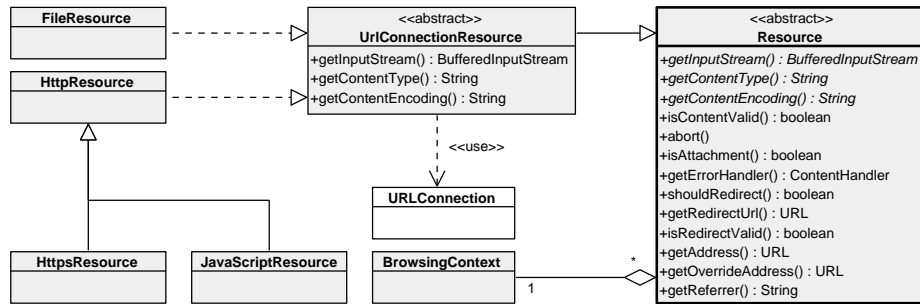 FileResource
HttpResource
HttpsResource
JavaScriptResource
<<abstract>>
UrlConnectionResource
+getInputStream() : BufferedInputStream
+getContentType() : String
+getContentEncoding() : String
<<use>>
URLConnection
BrowsingContext
1
*
<<abstract>>
Resource
+getInputStream() : BufferedInputStream
+getContentType() : String
+getContentEncoding() : String
+isContentValid() : boolean
+abort()
+isAttachment() : boolean
+getErrorHandler() : ContentHandler
+shouldRedirect() : boolean
+getRedirectUrl() : URL
+isRedirectValid() : boolean
+getAddress() : URL
+getOverrideAddress() : URL
+getReferrer() : String